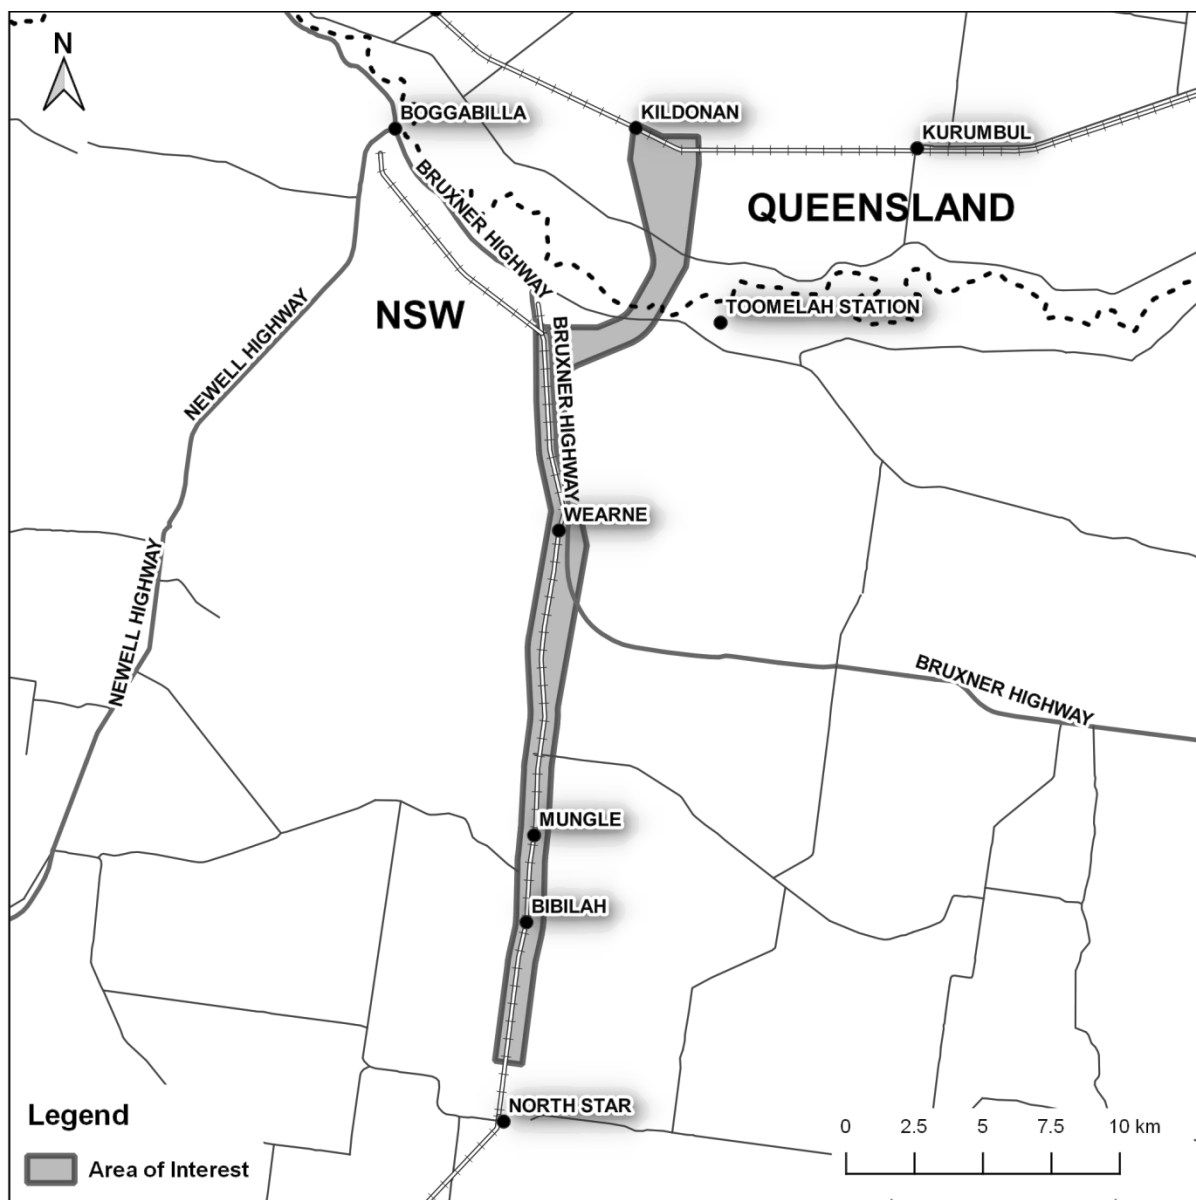 N
BOGGABILLA
KILDONAN
KURUMBUL
BRUXNER HIGHWAY
QUEENSLAND
NSW
TOOMELAH STATION
NEWELL HIGHWAY
BRUXNER HIGHWAY
WEARNE
NEWELL HIGHWAY
BRUXNER HIGHWAY
MUNGLE
BIBILAH
NORTH STAR
Legend
Area of Interest
0 2.5 5 7.5 10 km